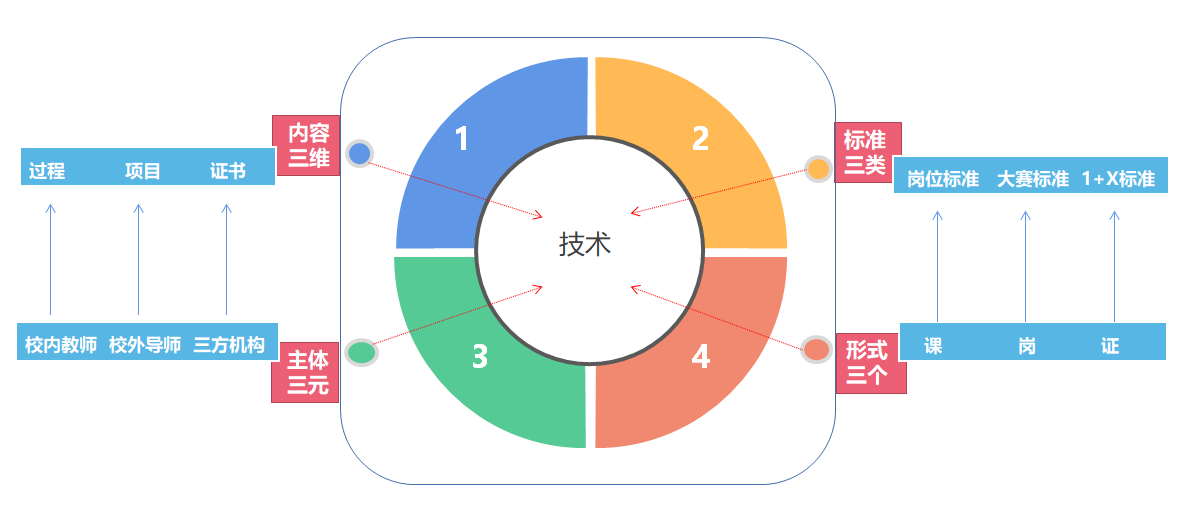 内容
三维
过程 项目 证书
1
2
标准
三类
岗位标准 大赛标准 1+X标准
技术
校内教师 校外导师 三方机构
主体
三元
3
4
形式
三个
课 岗 证